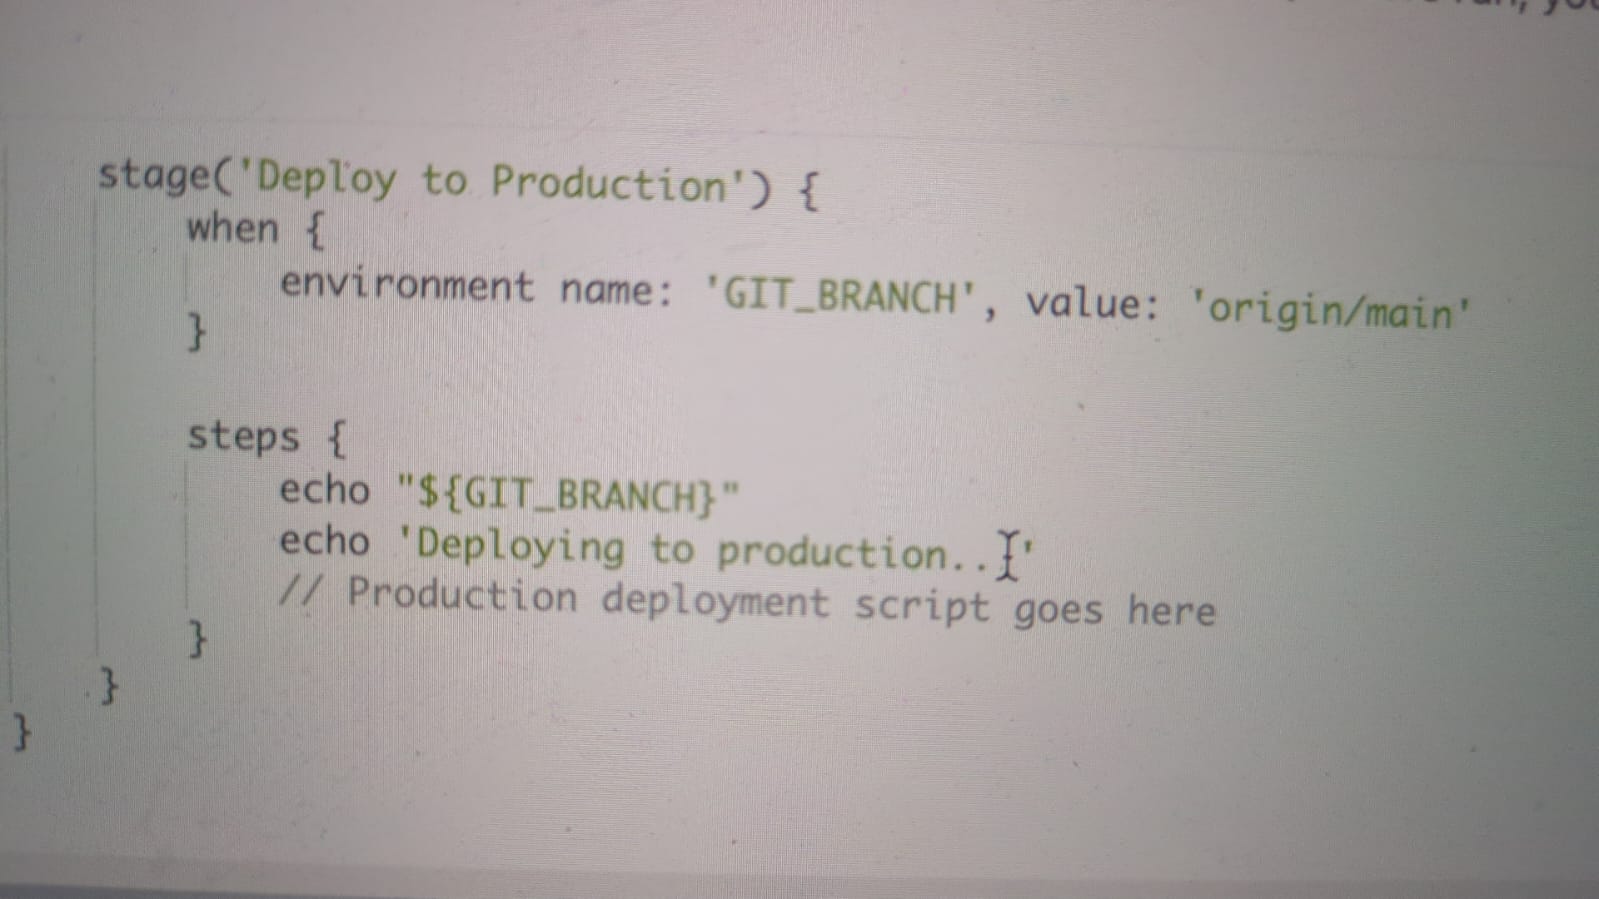 stage('Deploy to Production') {
when {
environment name: 'GIT_BRANCH', value: 'origin/main'
}
steps {
echo "${GIT_BRANCH}"
echo 'Deploying to production..'
// Production deployment script goes here
}
}
}